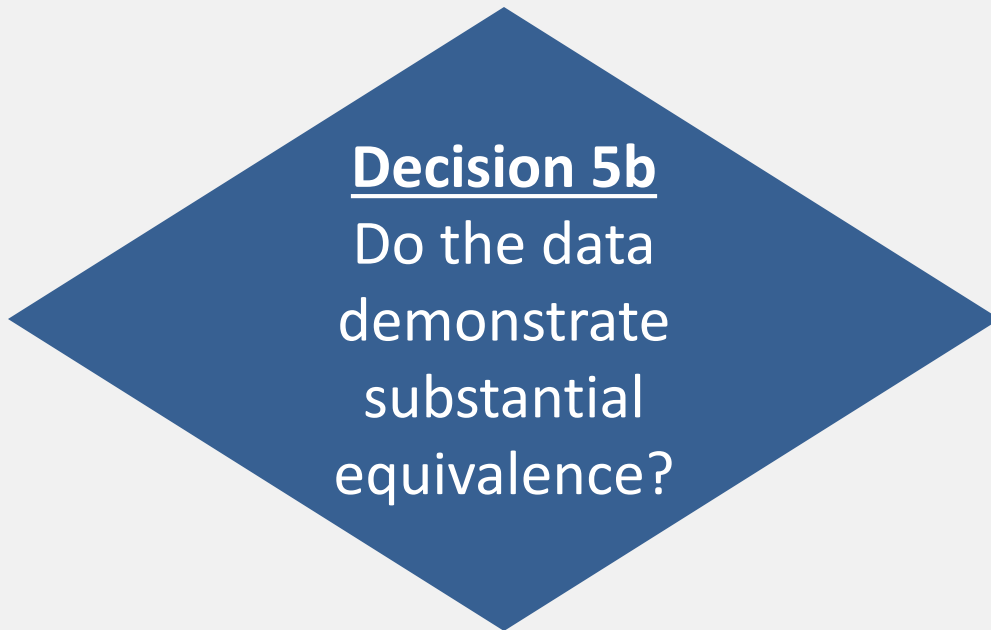 Decision 5b
Do the data
demonstrate
substantial
equivalence?